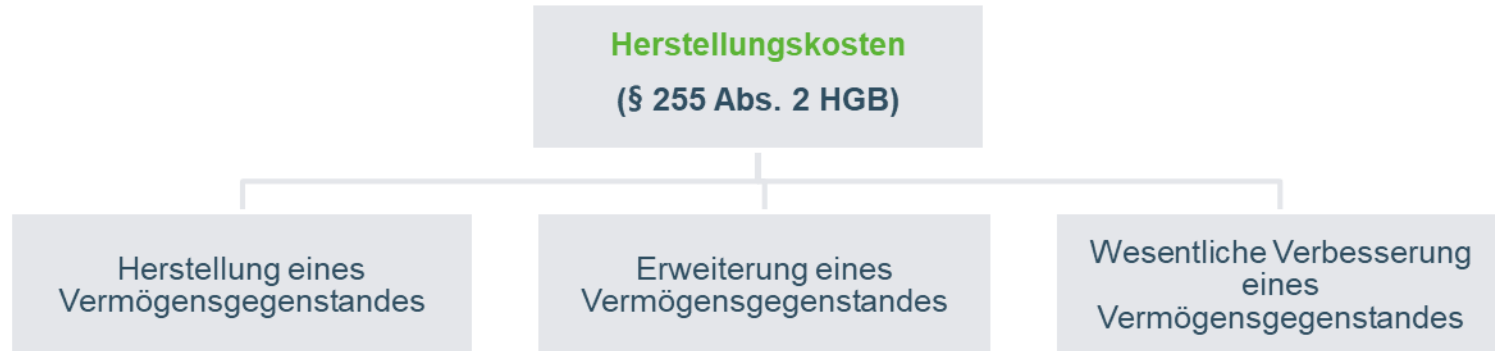 Herstellungskosten
(§ 255 Abs. 2 HGB)
Herstellung eines
Vermögensgegenstandes
Erweiterung eines
Vermögensgegenstandes
Wesentliche Verbesserung
eines
Vermögensgegenstandes